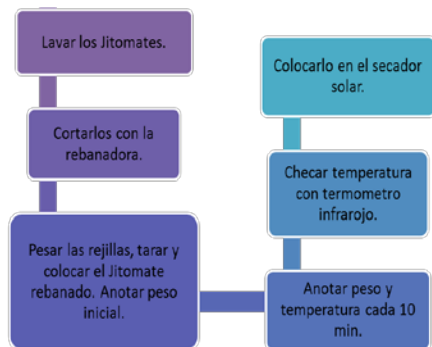 Lavar los Jitomates.
Cortarlos con la
rebanadora.
Pesar las rejillas, tarar y
colocar el Jitomate
rebanado. Anotar peso
inicial.
Anotar peso y
temperatura cada 10
min.
Checar temperatura
con termometro
infrarojo.
Colocarlo en el secador
solar.